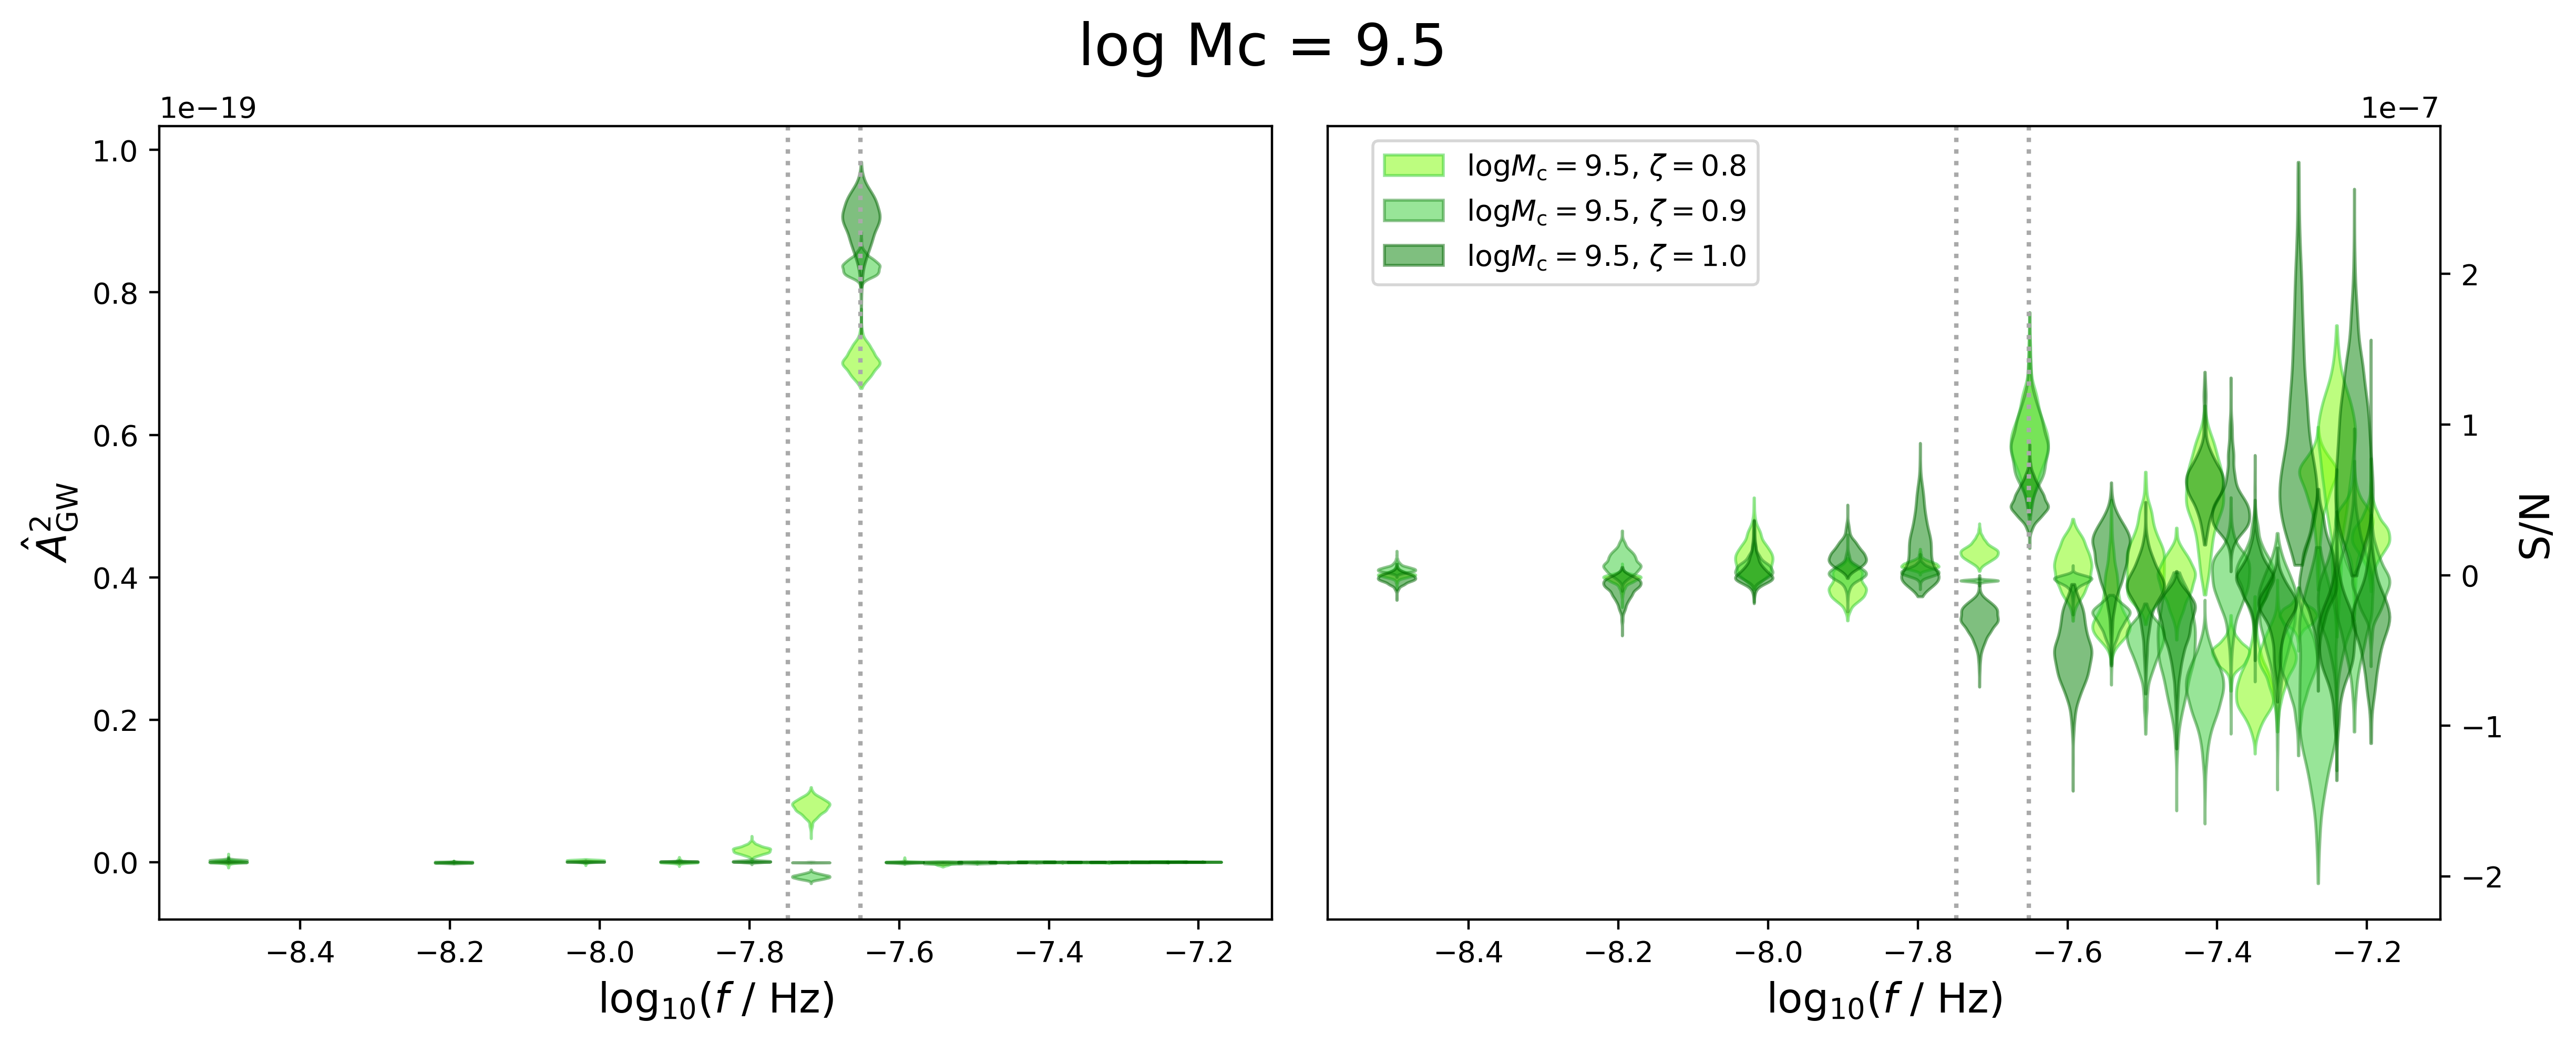 log Mc = 9.5
1e−19
1.0
0.8
0.6
0.4
0.2
0.0
Â²GW
−8.4 −8.2 −8.0 −7.8 −7.6 −7.4 −7.2
log₁₀(f / Hz)
1e−7
logMc = 9.5, ζ = 0.8
logMc = 9.5, ζ = 0.9
logMc = 9.5, ζ = 1.0
2
1
0
−1
−2
S/N
−8.4 −8.2 −8.0 −7.8 −7.6 −7.4 −7.2
log₁₀(f / Hz)